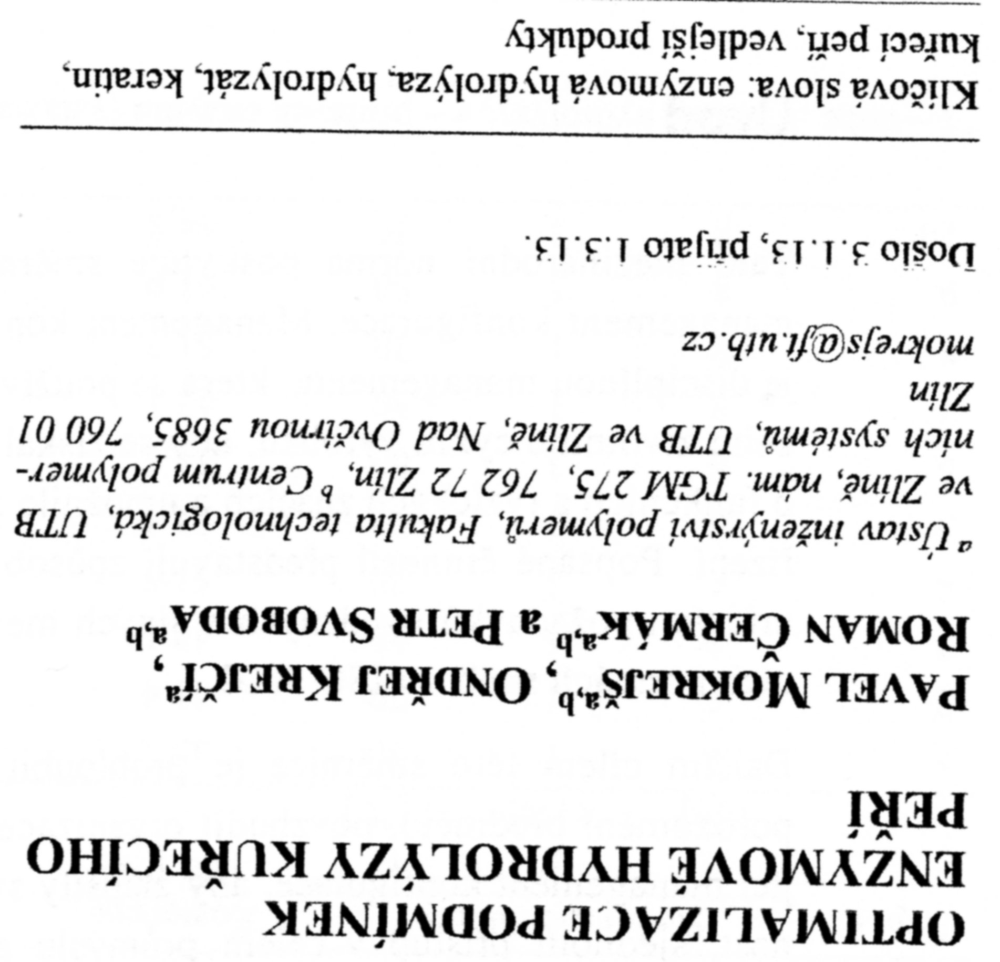 OPTIMALIZACE PODMÍNEK
ENZYMOVÉ HYDROLÝZY KUŘECÍHO
PEŘÍ
PAVEL MOKREJŠa,b, ONDŘEJ KREJČÍa,
ROMAN ČERMÁKa,b a PETR SVOBODAa,b
a Ústav inženýrství polymerů, Fakulta technologická, UTB
ve Zlíně, nám. TGM 275, 762 72 Zlín, b Centrum polymer-
ních systémů, UTB ve Zlíně, Nad Ovčírnou 3685, 760 01
Zlín
mokrejs@ft.utb.cz
Došlo 3.1.13, přijato 1.3.13.
Klíčová slova: enzymová hydrolýza, hydrolyzát, keratin,
kuřecí peří, vedlejší produkty